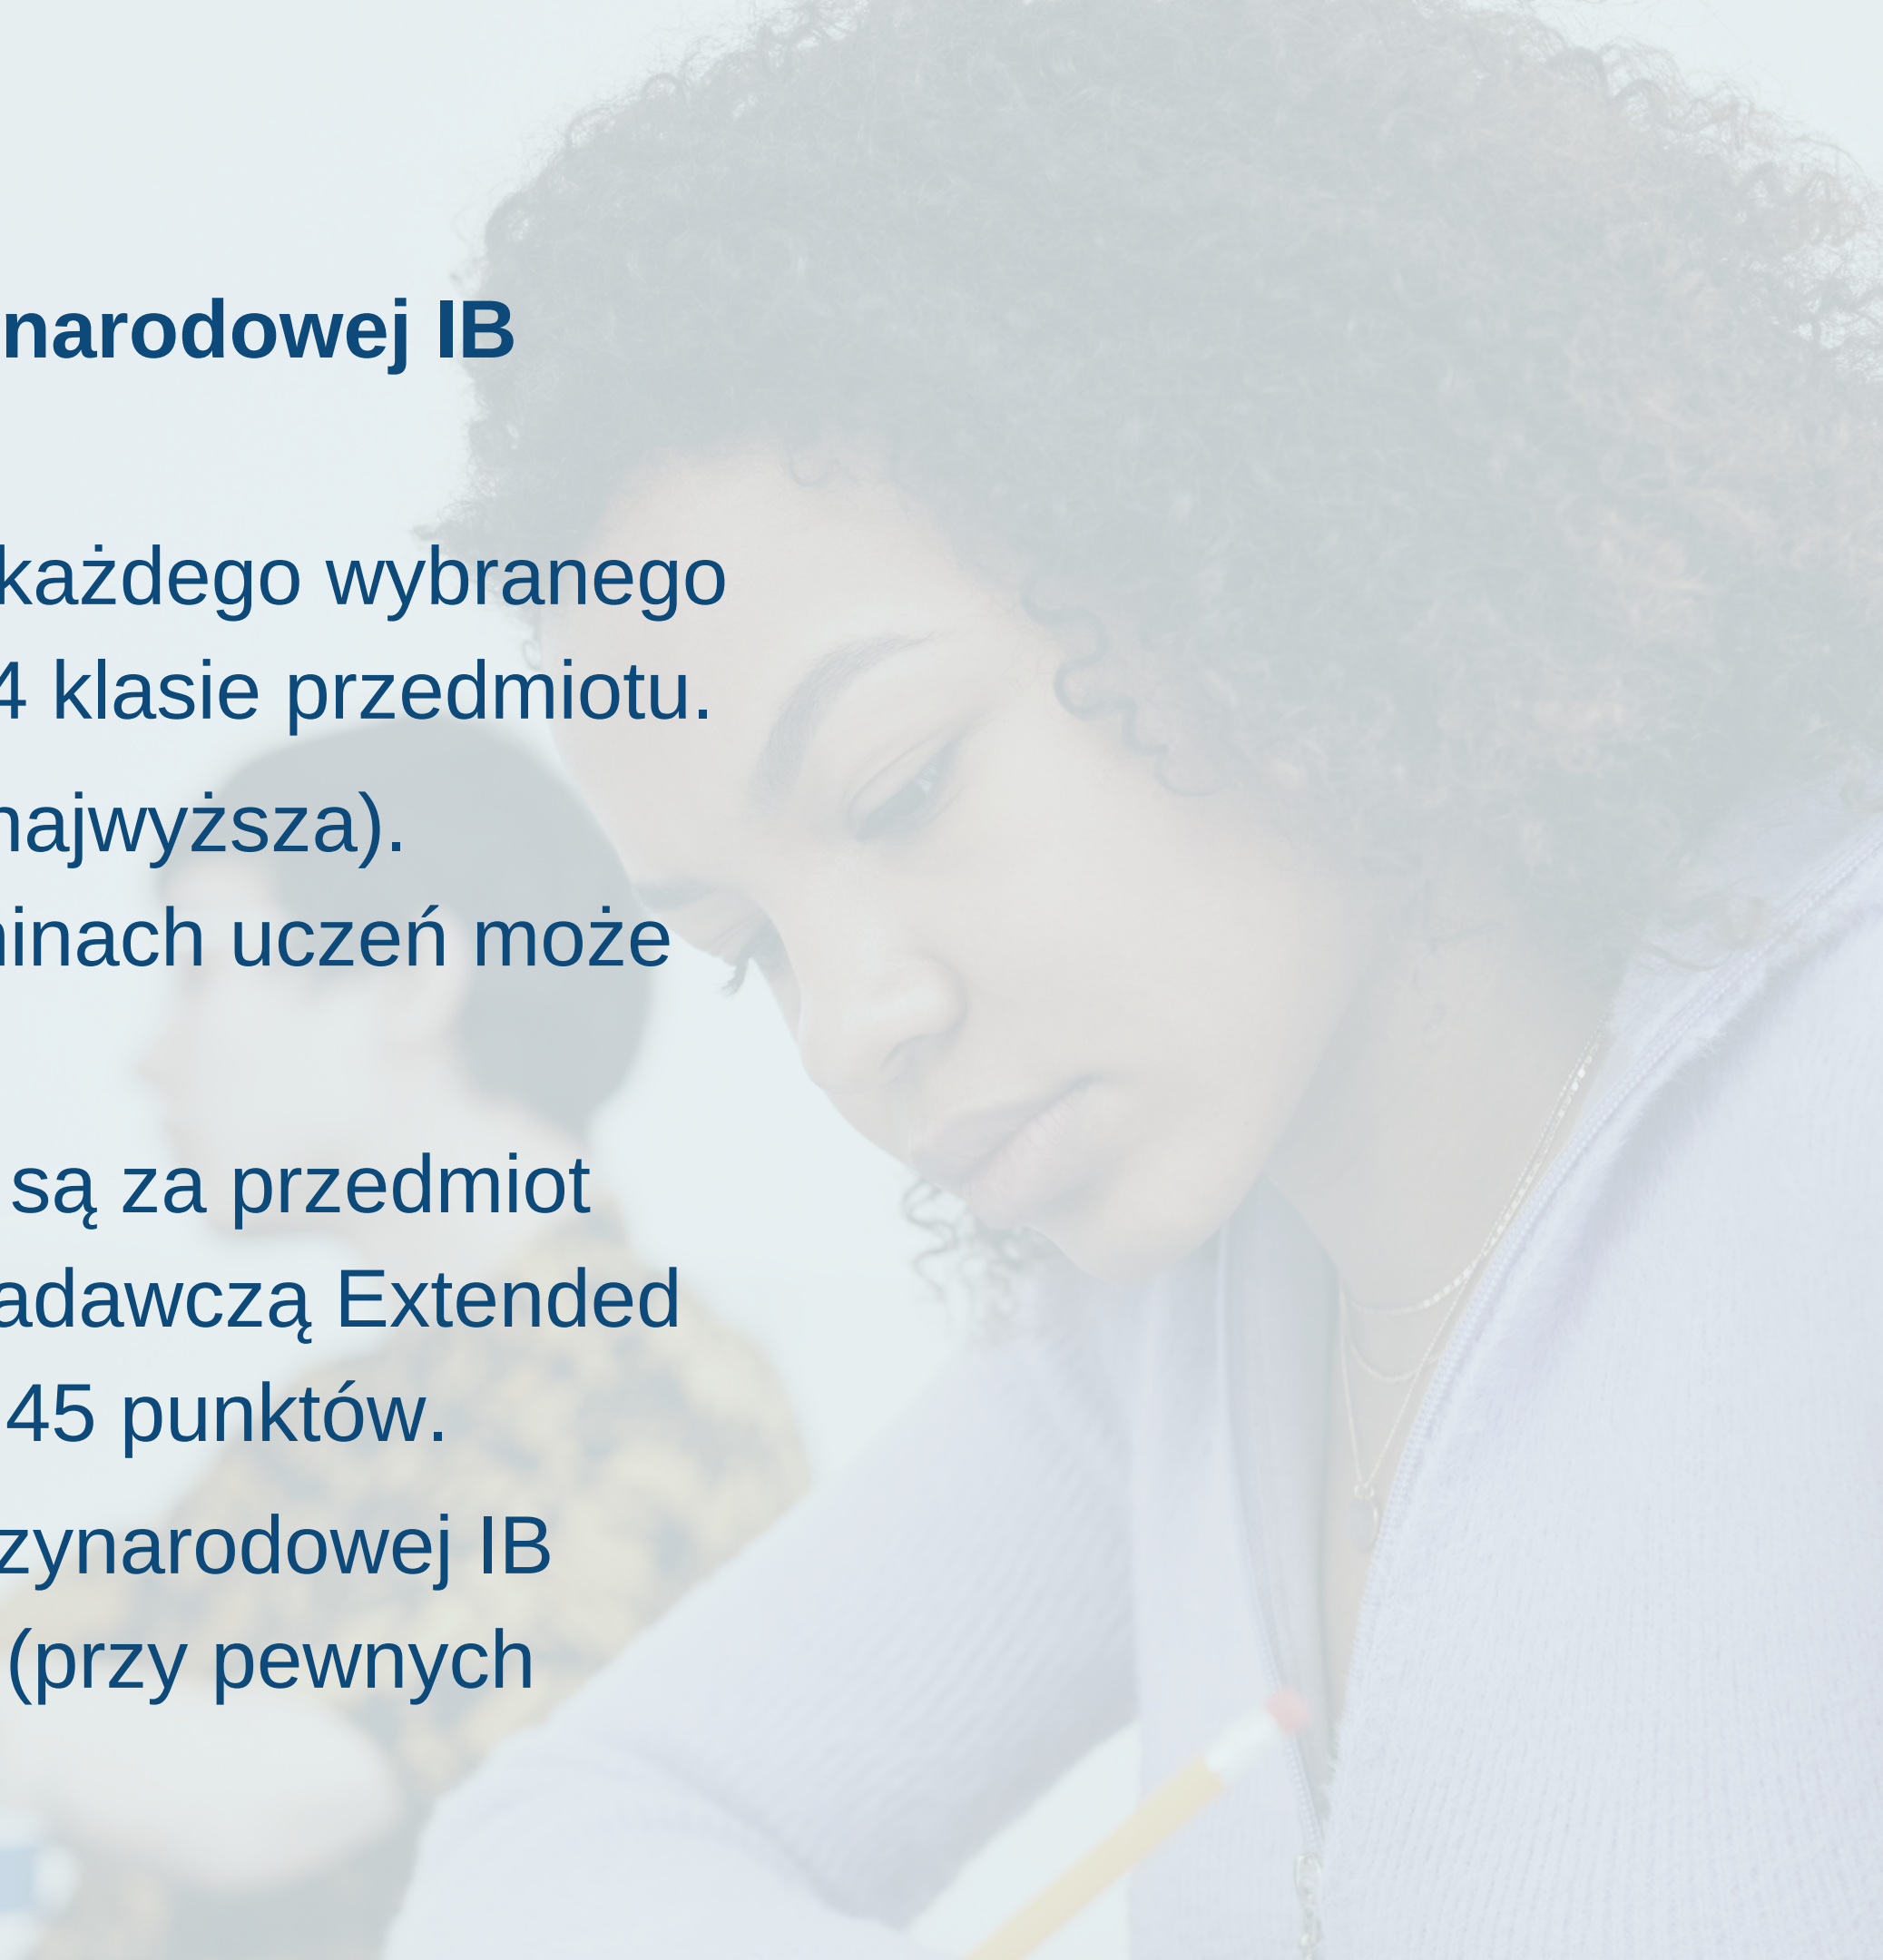 narodowej IB
każdego wybranego
4 klasie przedmiotu.
najwyższa).
inach uczeń może
są za przedmiot
adawczą Extended
45 punktów.
zynarodowej IB
(przy pewnych